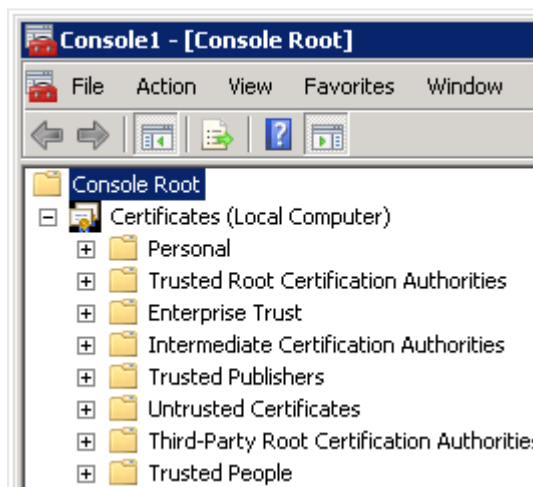 Console1 - [Console Root]
File Action View Favorites Window
Console Root
Certificates (Local Computer)
Personal
Trusted Root Certification Authorities
Enterprise Trust
Intermediate Certification Authorities
Trusted Publishers
Untrusted Certificates
Third-Party Root Certification Authorities
Trusted People